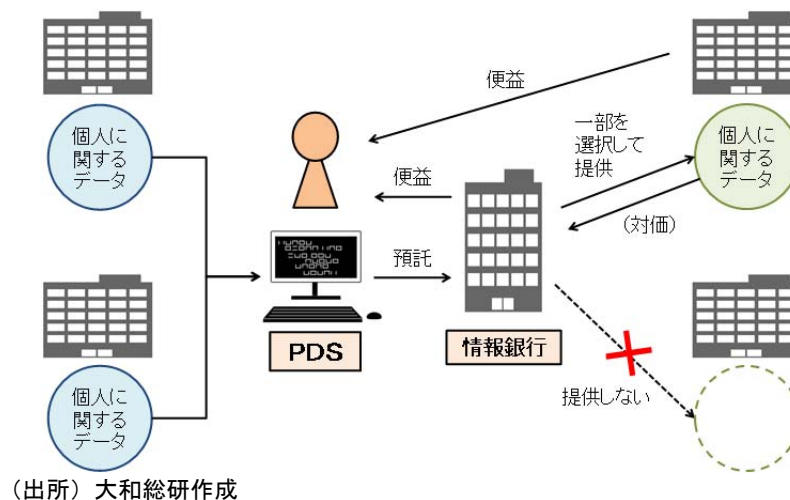 個人に
関する
データ
個人に
関する
データ
PDS
預託
便益
便益
情報銀行
一部を
選択して
提供
個人に
関する
データ
(対価)
提供しない
（出所）大和総研作成